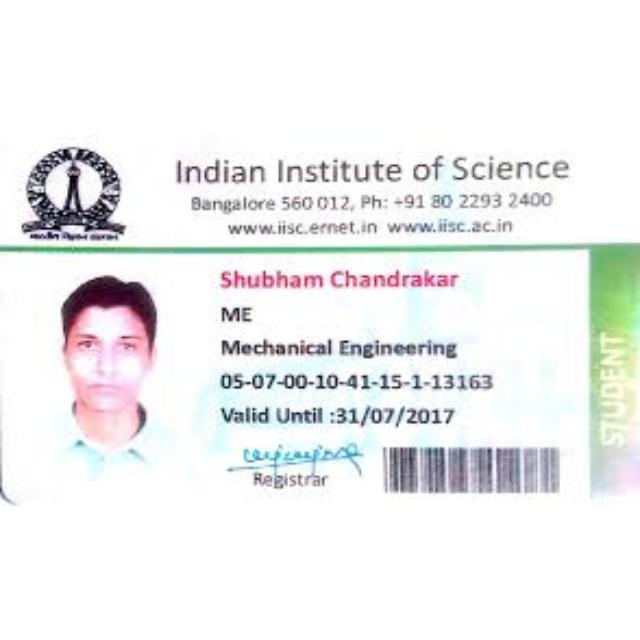 Indian Institute of Science
Bangalore 560 012, Ph: +91 80 2293 2400
www.iisc.ernet.in www.iisc.ac.in
Shubham Chandrakar
ME
Mechanical Engineering
05-07-00-10-41-15-1-13163
Valid Until :31/07/2017
Registrar
STUDENT